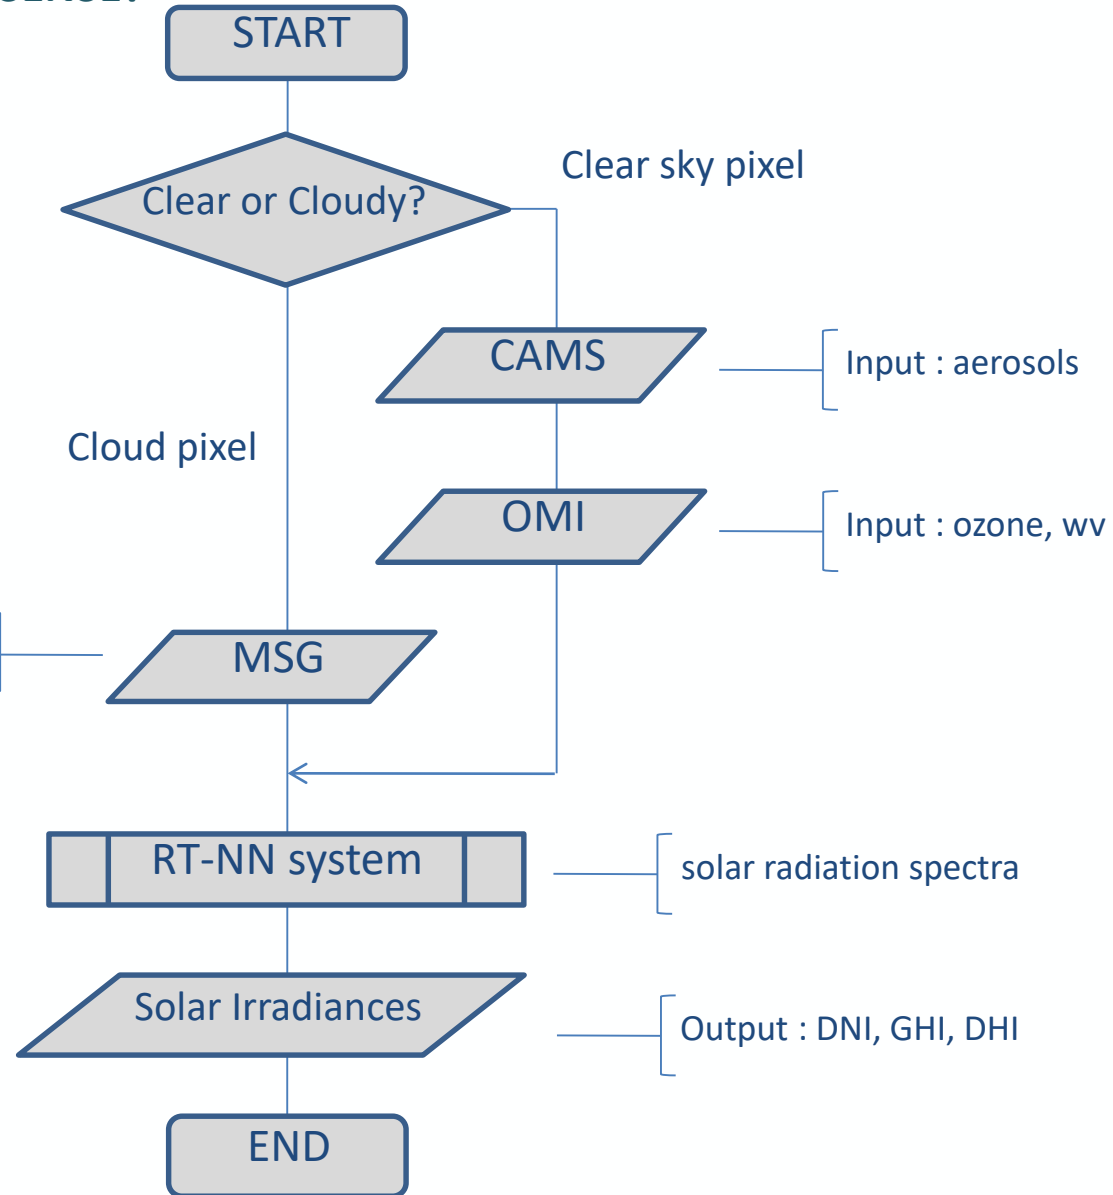 START
Clear or Cloudy?
Clear sky pixel
CAMS
Input : aerosols
Cloud pixel
OMI
Input : ozone, wv
MSG
RT-NN system
solar radiation spectra
Solar Irradiances
Output : DNI, GHI, DHI
END